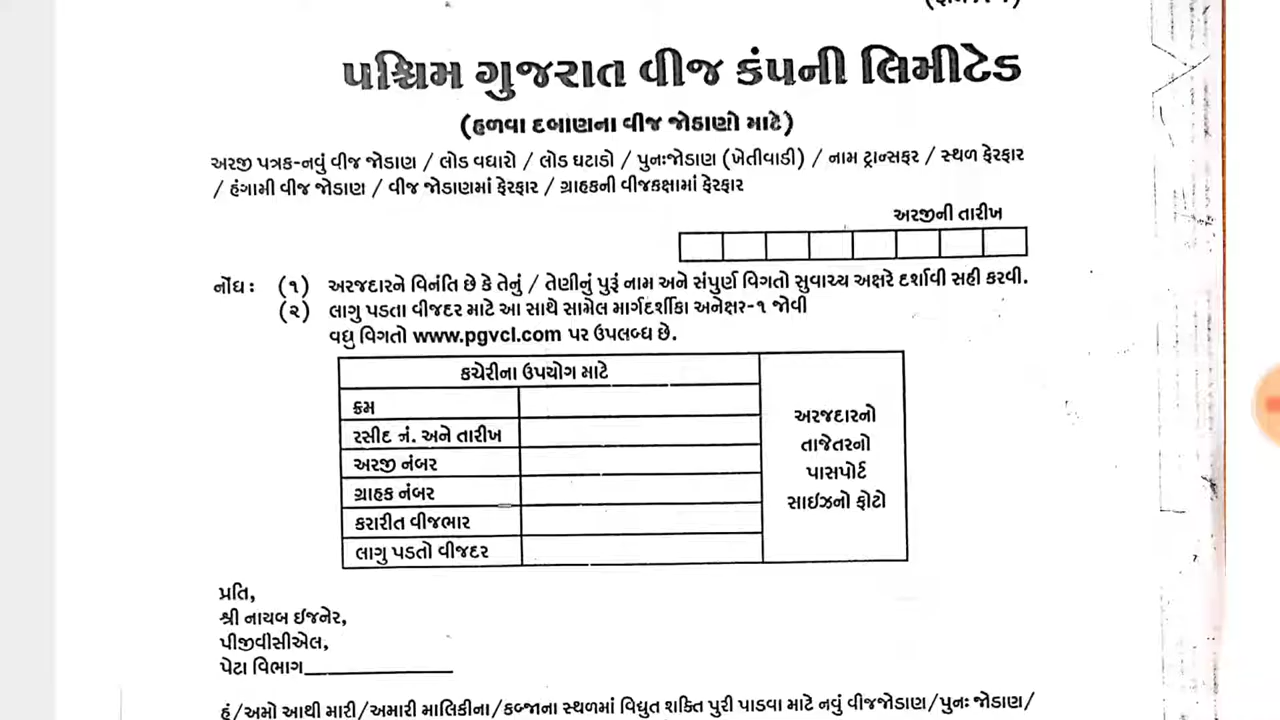 પશ્ચિમ ગુજરાત વીજ કંપની લિમીટેડ
(હળવા દબાણના વીજ જોડાણો માટે)
અરજી પત્રક-નવું વીજ જોડાણ / લોડ વધારો / લોડ ઘટાડો / પુનઃજોડાણ (ખેતીવાડી) / નામ ટ્રાન્સફર / સ્થળ ફેરફાર
/ હંગામી વીજ જોડાણ / વીજ જોડાણમાં ફેરફાર / ગ્રાહકની વીજકક્ષામાં ફેરફાર
અરજીની તારીખ
નોંધ : (૧) અરજદારને વિનંતિ છે કે તેનું / તેણીનું પુરૂં નામ અને સંપુર્ણ વિગતો સુવાચ્ય અક્ષરે દર્શાવી સહી કરવી.
(૨) લાગુ પડતા વીજદર માટે આ સાથે સામેલ માર્ગદર્શીકા અનેક્ષર-૧ જોવી
વધુ વિગતો www.pgvcl.com પર ઉપલબ્ધ છે.
કચેરીના ઉપયોગ માટે
ક્રમ
રસીદ નં. અને તારીખ
અરજી નંબર
ગ્રાહક નંબર
કરારીત વીજભાર
લાગુ પડતો વીજદર
અરજદારનો
તાજેતરનો
પાસપોર્ટ
સાઈઝનો ફોટો
પ્રતિ,
શ્રી નાયબ ઈજનેર,
પીજીવીસીએલ,
પેટા વિભાગ
હું/અમો આથી મારી/અમારી માલિકીના/કબ્જાના સ્થળમાં વિદ્યુત શક્તિ પુરી પાડવા માટે નવું વીજજોડાણ/પુનઃ જોડાણ/